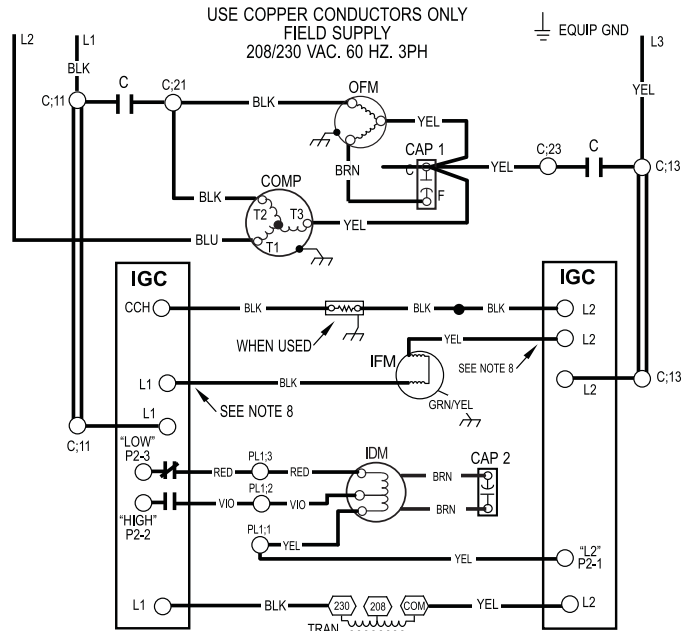 USE COPPER CONDUCTORS ONLY
FIELD SUPPLY
208/230 VAC. 60 HZ. 3PH
EQUIP GND
L2
L1
L3
BLK
YEL
C;11
C
C;21
BLK
OFM
YEL
CAP 1
C
F
YEL
C;23
C
C;13
BRN
COMP
BLK
T2
T3
T1
YEL
BLU
IGC
IGC
CCH
BLK
BLK
BLK
L2
WHEN USED
YEL
L2
IFM
SEE NOTE 8
L1
BLK
L2
C;13
SEE NOTE 8
GRN/YEL
L1
C;11
"LOW"
P2-3
RED
PL1;3
RED
IDM
BRN
CAP 2
"HIGH"
P2-2
VIO
PL1;2
VIO
BRN
PL1;1
YEL
YEL
"L2"
P2-1
L1
BLK
230
208
COM
YEL
L2
TRAN